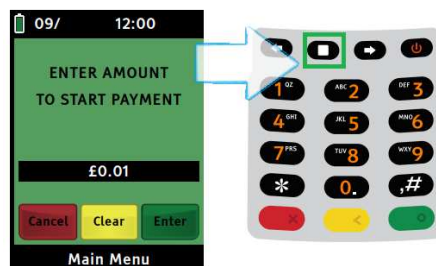 09/ 12:00
ENTER AMOUNT
TO START PAYMENT
£0.01
Cancel Clear Enter
Main Menu
1 QZ ABC 2 DEF 3
4 GHI JKL 5 MNO 6
7 PRS TUV 8 WXY 9
* 0. ,#
× < O